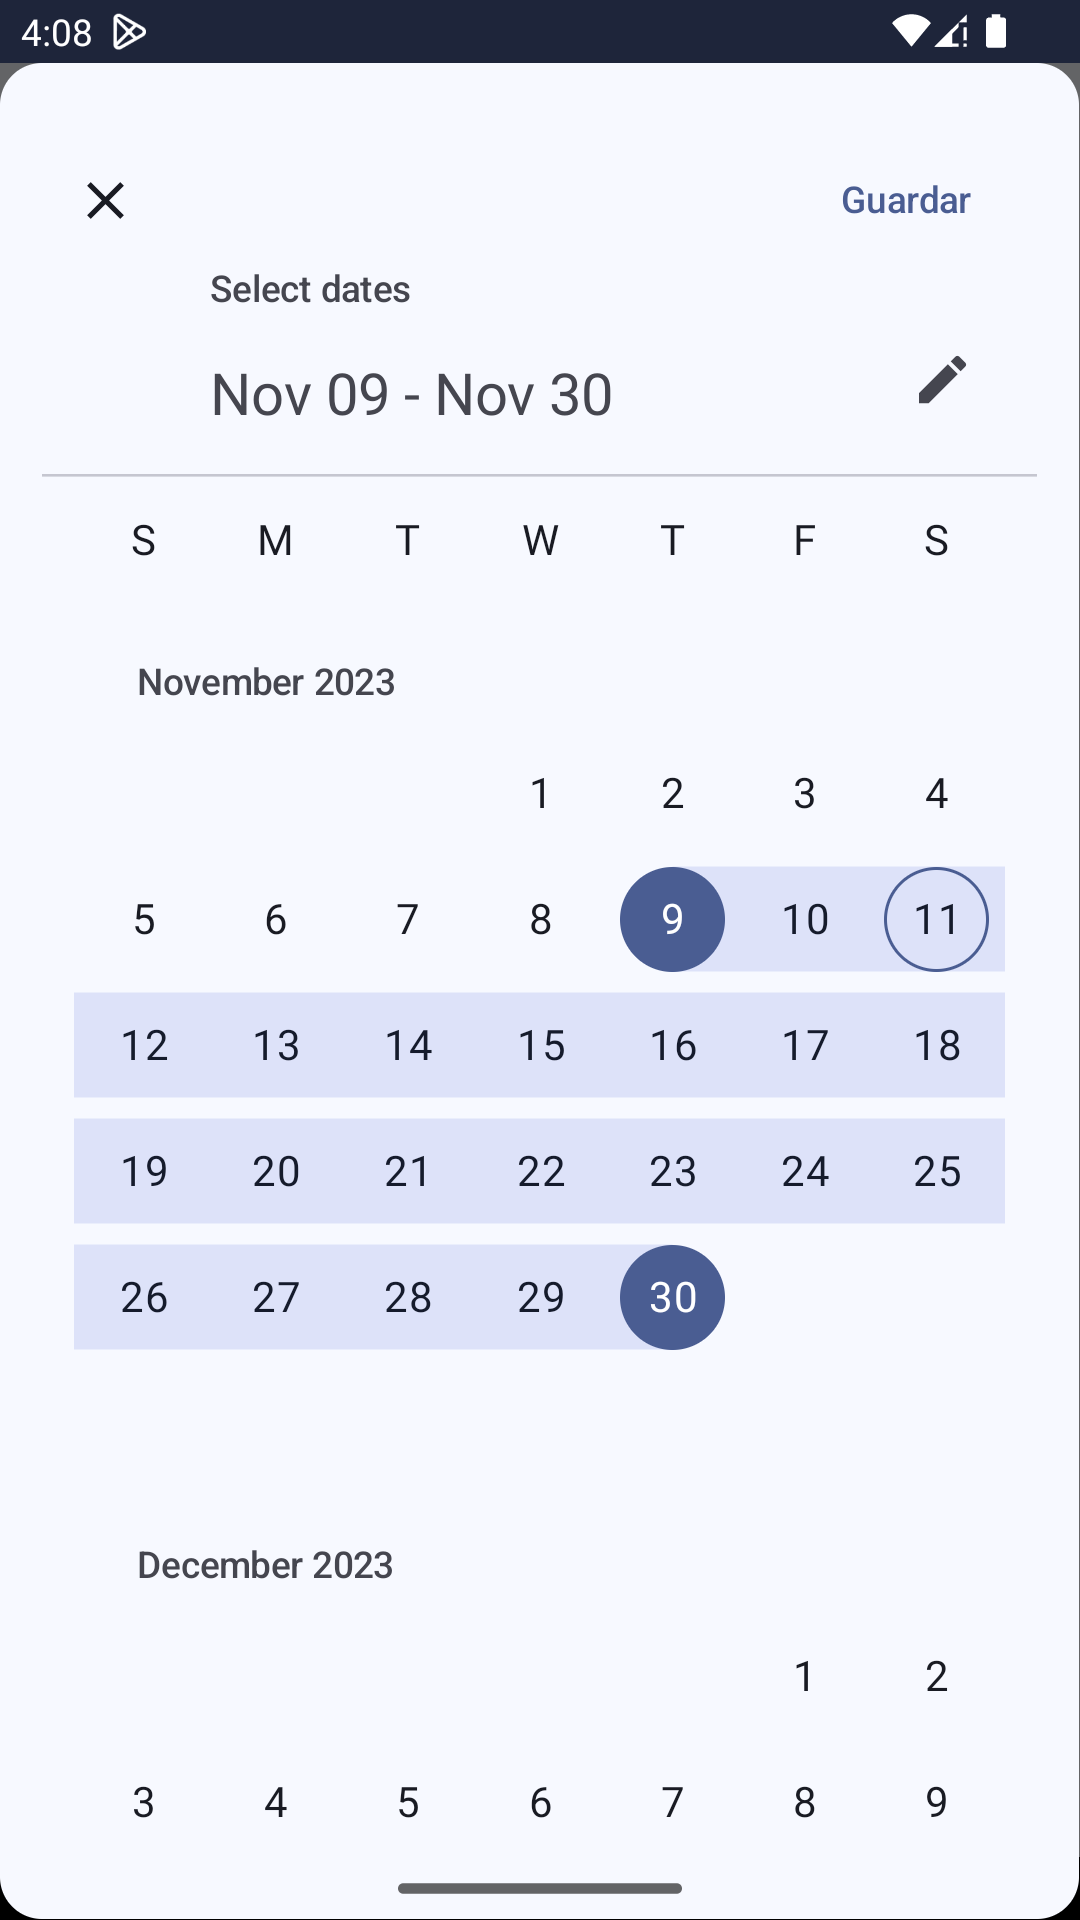 4:08
Guardar
Select dates
Nov 09 - Nov 30
S M T W T F S
November 2023
1 2 3 4
5 6 7 8 9 10 11
12 13 14 15 16 17 18
19 20 21 22 23 24 25
26 27 28 29 30
December 2023
1 2
3 4 5 6 7 8 9